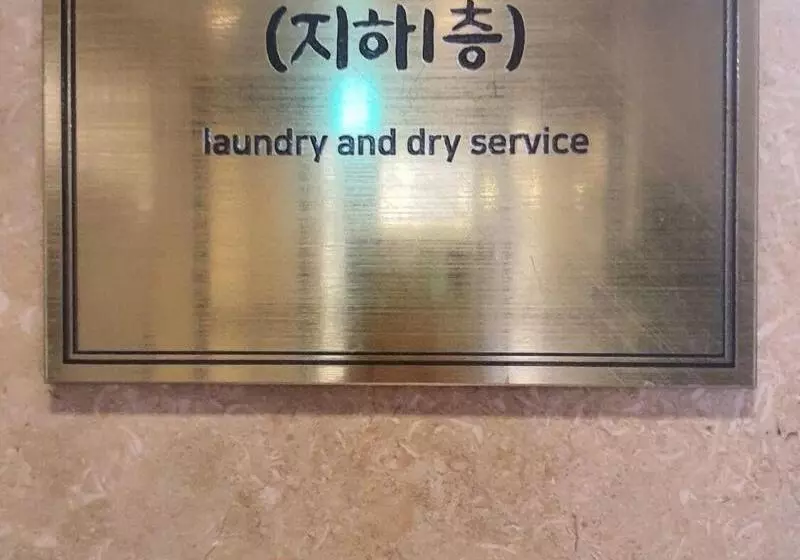 (지하1층)
laundry and dry service